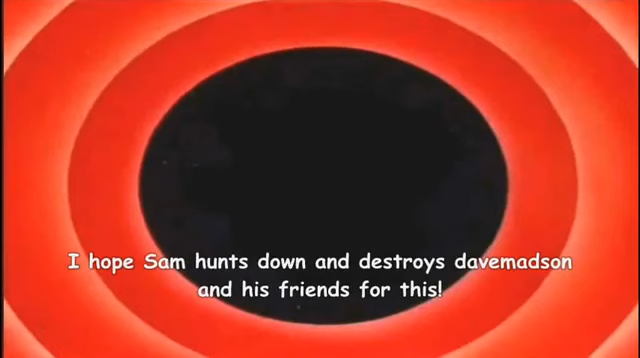 I hope Sam hunts down and destroys davemadson
and his friends for this!